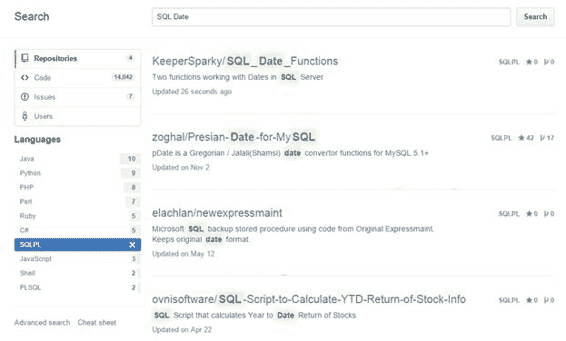 Search
SQL Date
Search
Repositories 4
Code 14,842
Issues 7
Users
Languages
Java 10
Python 9
PHP 8
Perl 7
Ruby 5
C# 5
SQLPL
JavaScript 3
Shell 2
PLSQL 2
Advanced search Cheat sheet
KeeperSparky/SQL_Date_Functions
SQLPL 0 0
Two functions working with Dates in SQL Server
Updated 26 seconds ago
zoghal/Presian-Date-for-MySQL
SQLPL 42 17
pDate is a Gregorian / Jalali(Shamsi) date convertor functions for MySQL 5.1+
Updated on Nov 2
elachlan/newexpressmaint
SQLPL 0 0
Microsoft SQL backup stored procedure using code from Original Expressmaint.
Keeps original date format
Updated on May 12
ovnisoftware/SQL-Script-to-Calculate-YTD-Return-of-Stock-Info
SQLPL 0 0
SQL Script that calculates Year to Date Return of Stocks
Updated on Apr 22